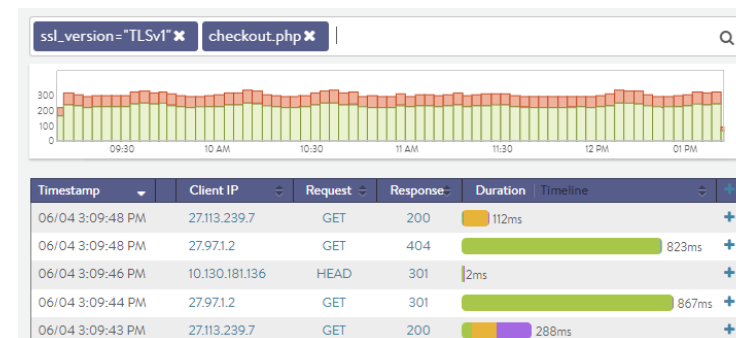 ssl_version="TLSv1"✖ checkout.php✖
300
200
100
0
09:30 10 AM 10:30 11 AM 11:30 12 PM 01 PM
Timestamp Client IP Request Response Duration Timeline
06/04 3:09:48 PM 27.113.239.7 GET 200 112ms
06/04 3:09:48 PM 27.97.1.2 GET 404 823ms
06/04 3:09:46 PM 10.130.181.136 HEAD 301 2ms
06/04 3:09:44 PM 27.97.1.2 GET 301 867ms
06/04 3:09:43 PM 27.113.239.7 GET 200 288ms